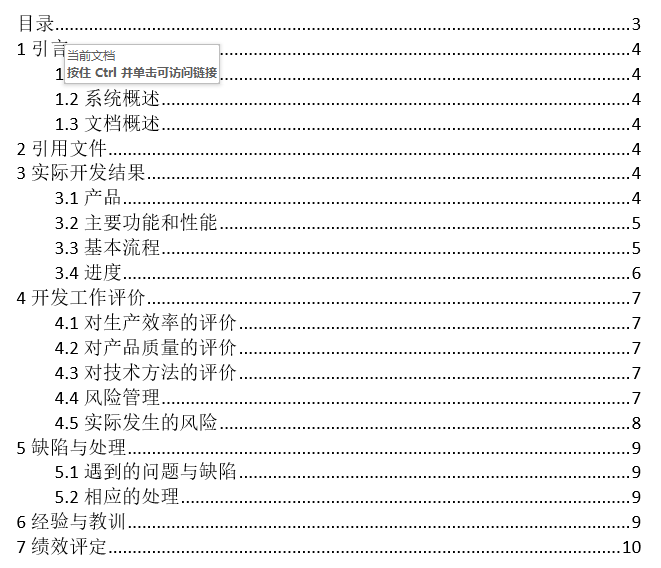 目录....................3
1 引言....................4
当前文档
按住 Ctrl 并单击可访问链接
....................4
1.2 系统概述....................4
1.3 文档概述....................4
2 引用文件....................4
3 实际开发结果....................4
3.1 产品....................4
3.2 主要功能和性能....................5
3.3 基本流程....................5
3.4 进度....................6
4 开发工作评价....................7
4.1 对生产效率的评价....................7
4.2 对产品质量的评价....................7
4.3 对技术方法的评价....................7
4.4 风险管理....................7
4.5 实际发生的风险....................8
5 缺陷与处理....................9
5.1 遇到的问题与缺陷....................9
5.2 相应的处理....................9
6 经验与教训....................9
7 绩效评定....................10